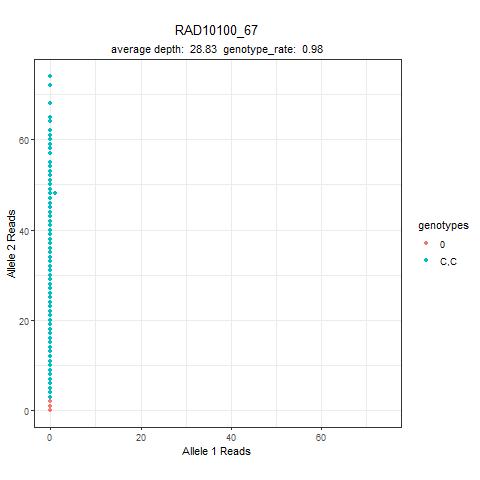 RAD10100_67
average depth:  28.83  genotype_rate:  0.98
60
40
20
0
Allele 2 Reads
0
20
40
60
Allele 1 Reads
genotypes
0
C,C